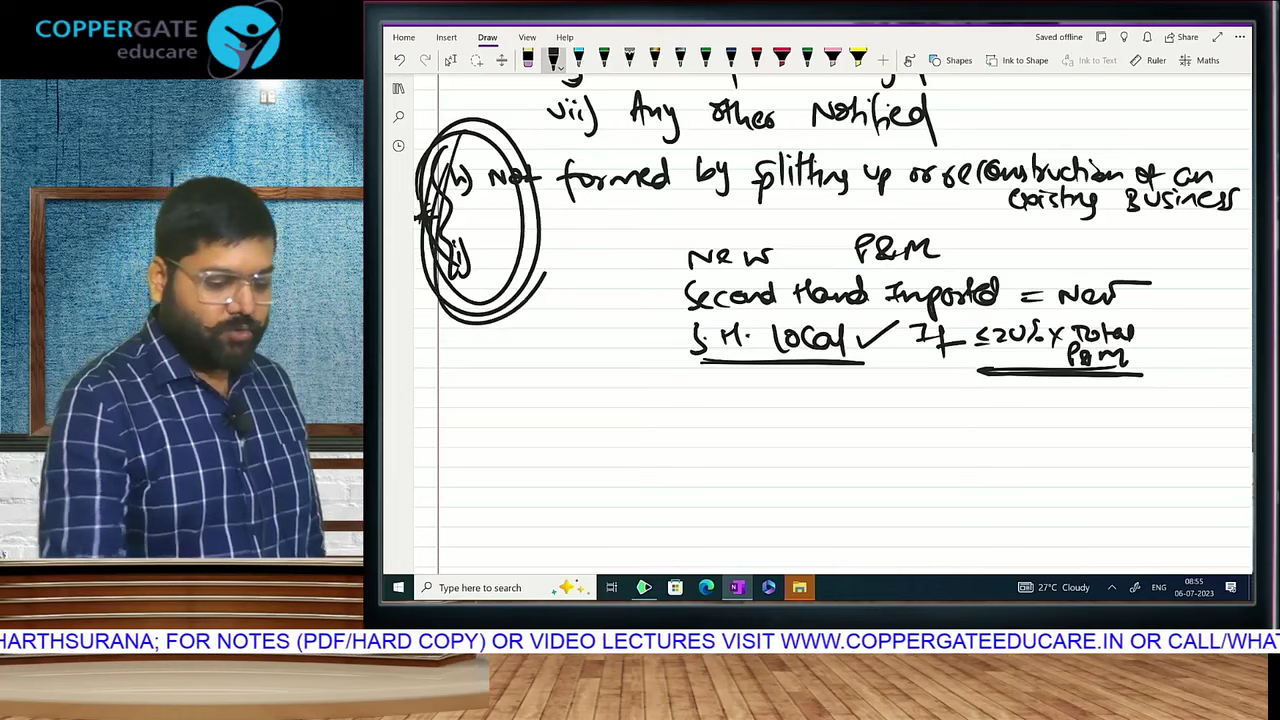 COPPERGATE
educare
Home Insert Draw View Help
Saved offline
Share
Shapes
Ink to Shape
Ink to Text
Ruler
Maths
vii) Any other Notified
h) Not formed by splitting up or reconstruction of an
existing Business
New P&M
Second Hand Imported = New
S.H. local ✓ If ≤20% x Total
P&M
ii)
Type here to search
27°C Cloudy
ENG
08:55
06-07-2023
HARTHSURANA; FOR NOTES (PDF/HARD COPY) OR VIDEO LECTURES VISIT WWW.COPPERGATEEDUCARE.IN OR CALL/WHA